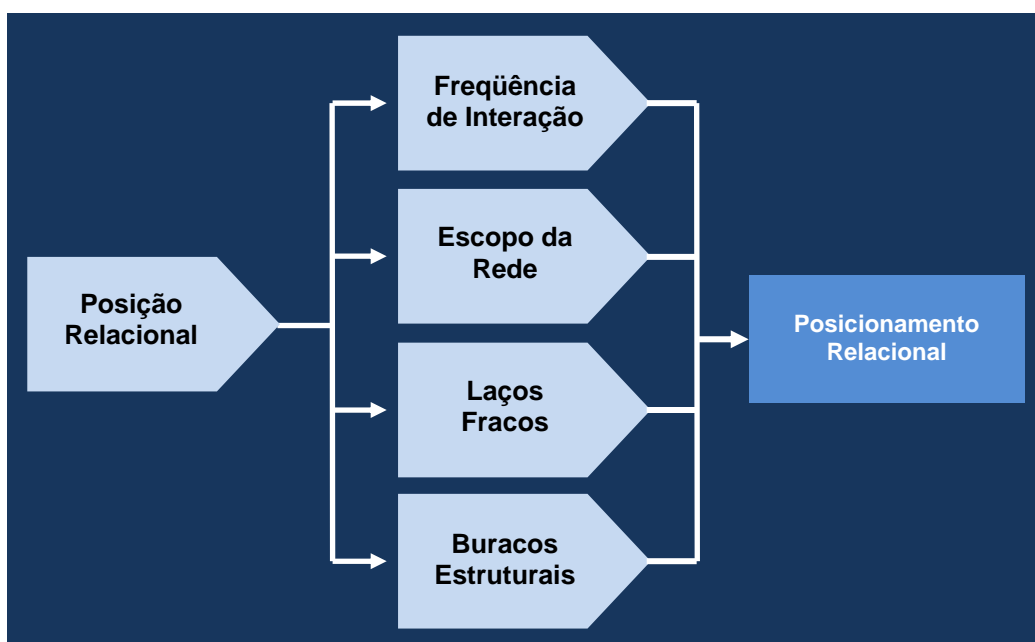 Posição
Relacional
Freqüência
de Interação
Escopo da
Rede
Laços
Fracos
Buracos
Estruturais
Posicionamento
Relacional